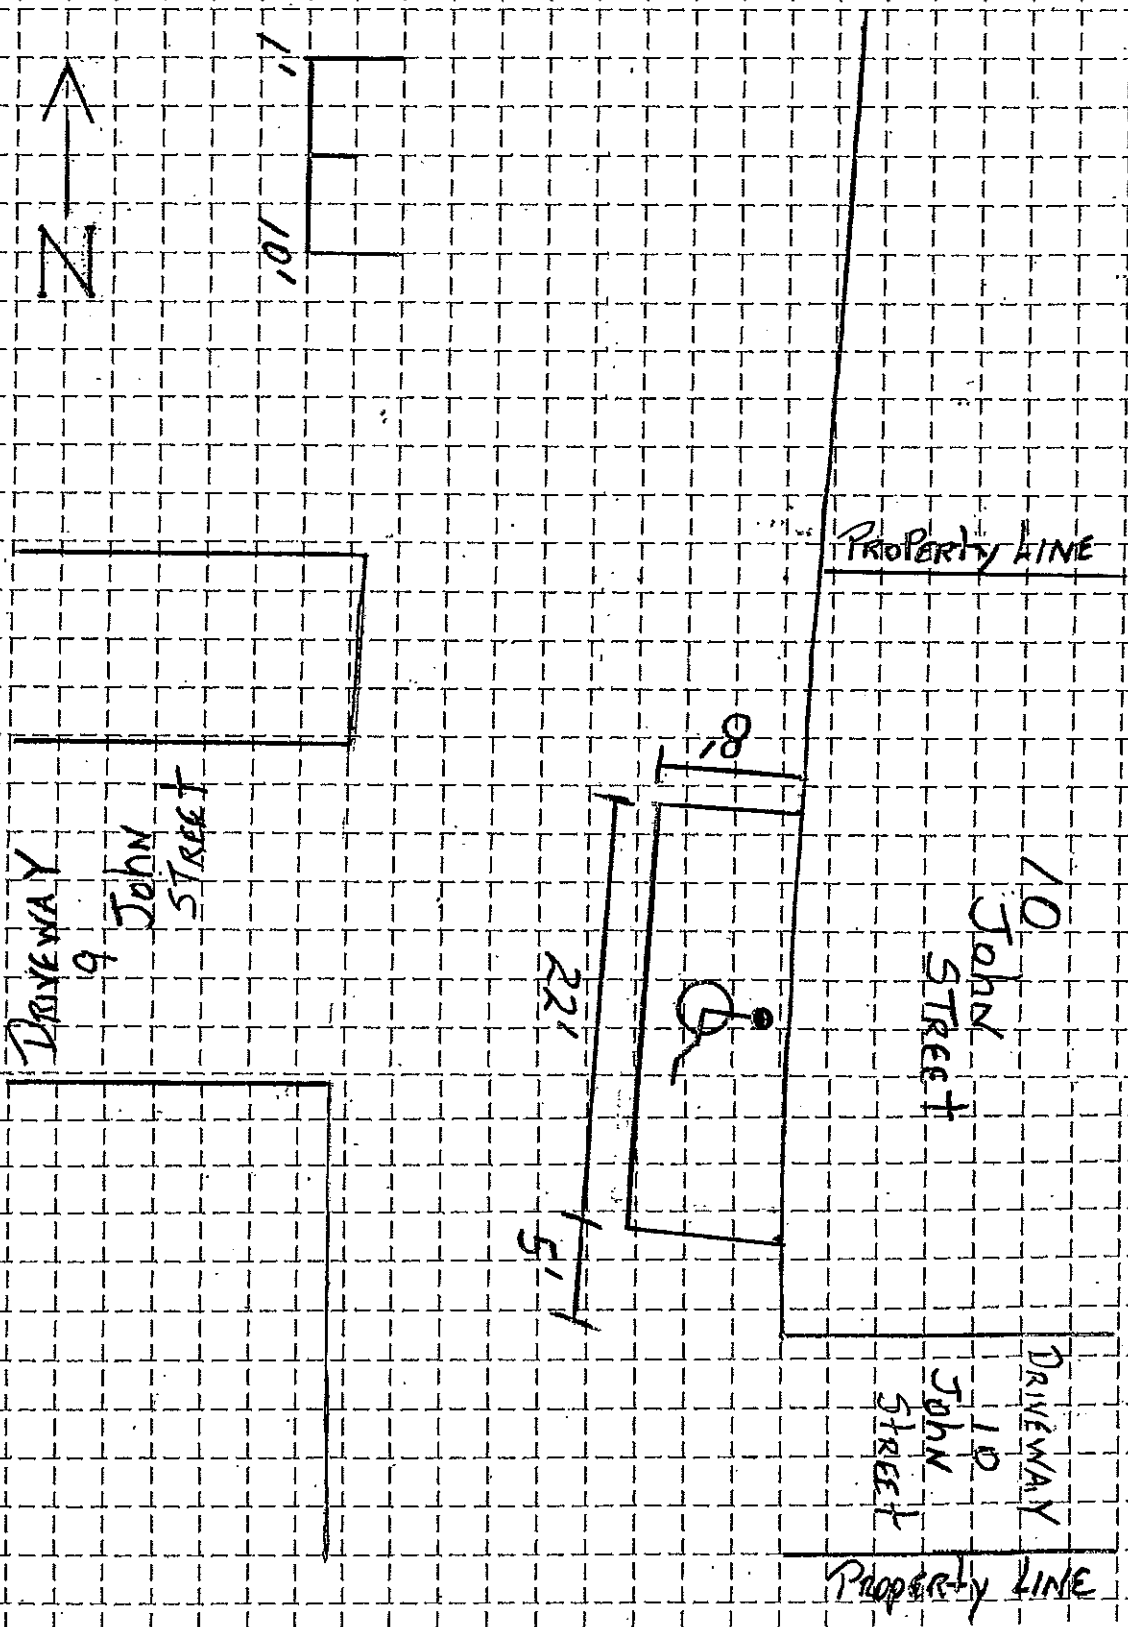 N
1'
10'
PROPERty LINE
8'
22'
5'
DRIVEWAY
9
JohN
STREEt
10
JohN
STREEt
DRIVEWAY
10
JohN
StREEt
PropERty LINE